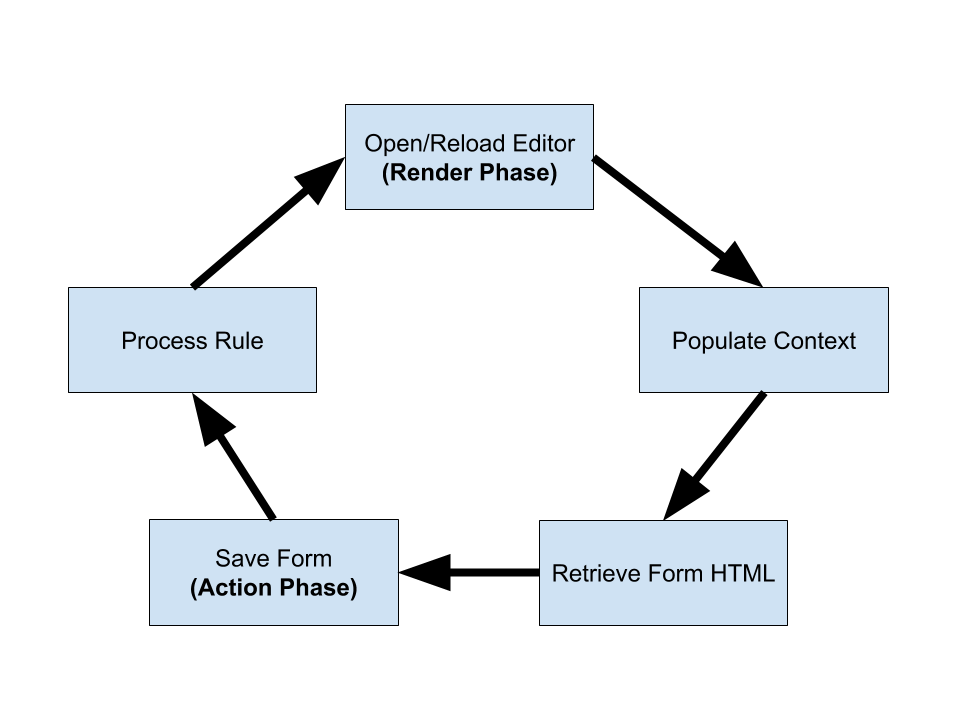 Open/Reload Editor
(Render Phase)
Process Rule
Populate Context
Save Form
(Action Phase)
Retrieve Form HTML